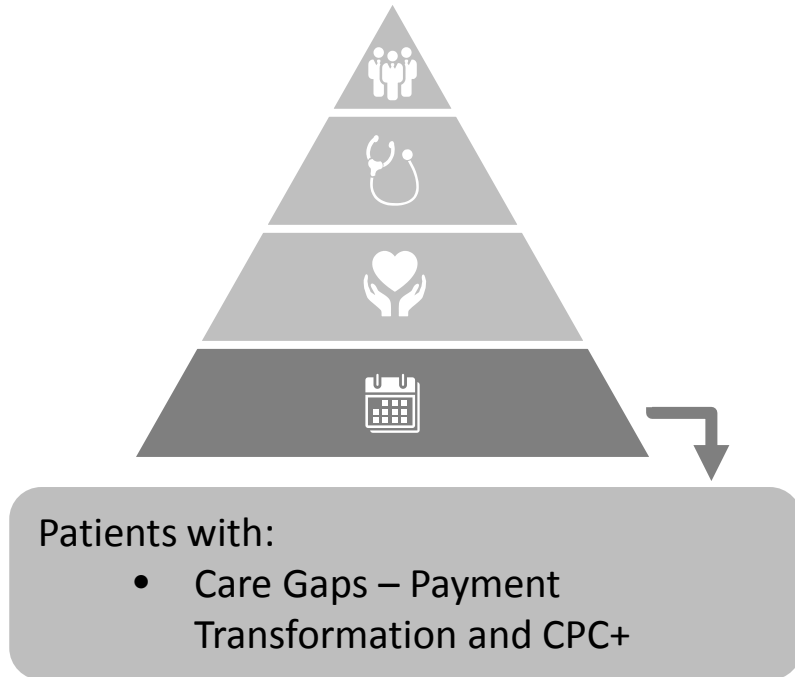 Patients with:
• Care Gaps – Payment
Transformation and CPC+